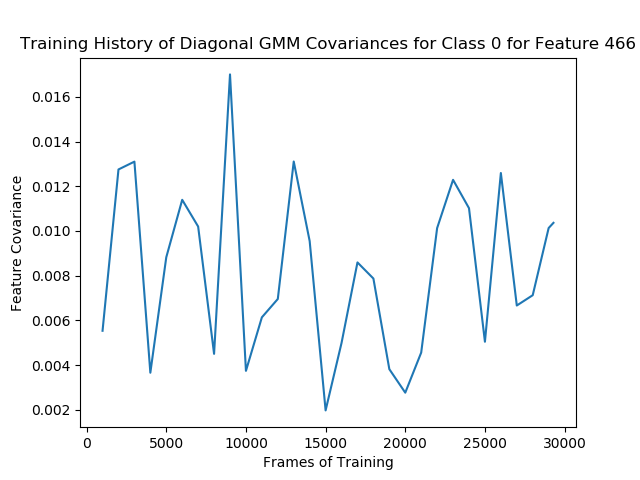 Training History of Diagonal GMM Covariances for Class 0 for Feature 466
0.016
0.014
0.012
0.010
0.008
0.006
0.004
0.002
Feature Covariance
0 5000 10000 15000 20000 25000 30000
Frames of Training